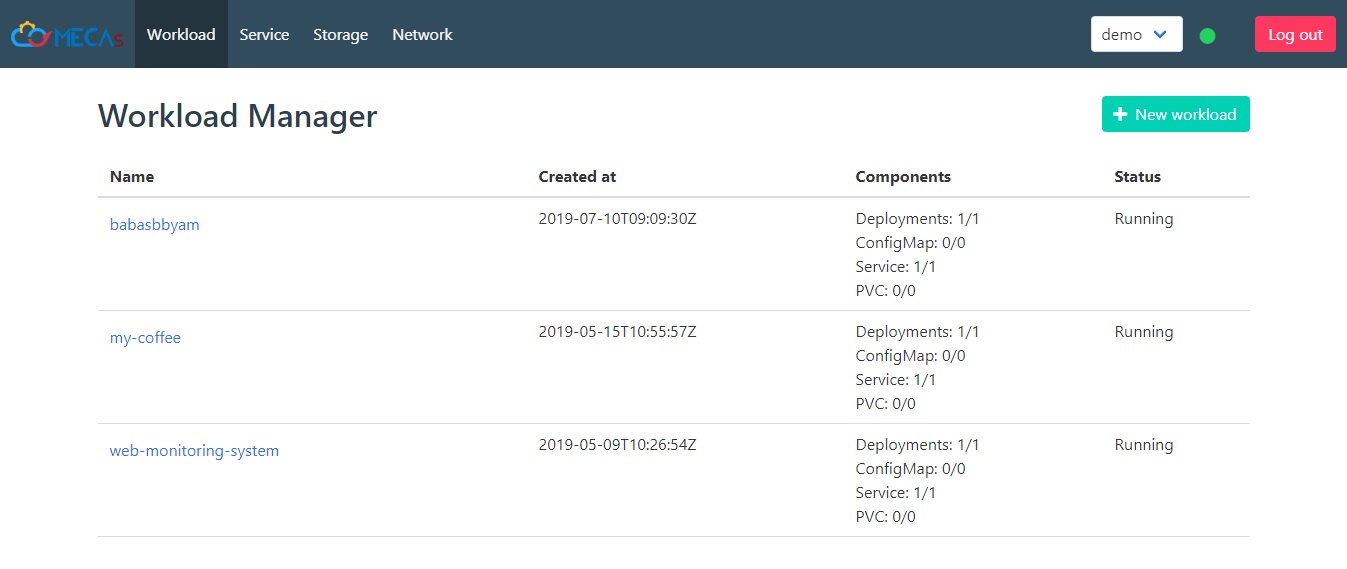 MECAs Workload Service Storage Network demo Log out
Workload Manager
New workload
Name Created at Components Status
babasbbyam 2019-07-10T09:09:30Z Deployments: 1/1 Running
ConfigMap: 0/0
Service: 1/1
PVC: 0/0
my-coffee 2019-05-15T10:55:57Z Deployments: 1/1 Running
ConfigMap: 0/0
Service: 1/1
PVC: 0/0
web-monitoring-system 2019-05-09T10:26:54Z Deployments: 1/1 Running
ConfigMap: 0/0
Service: 1/1
PVC: 0/0